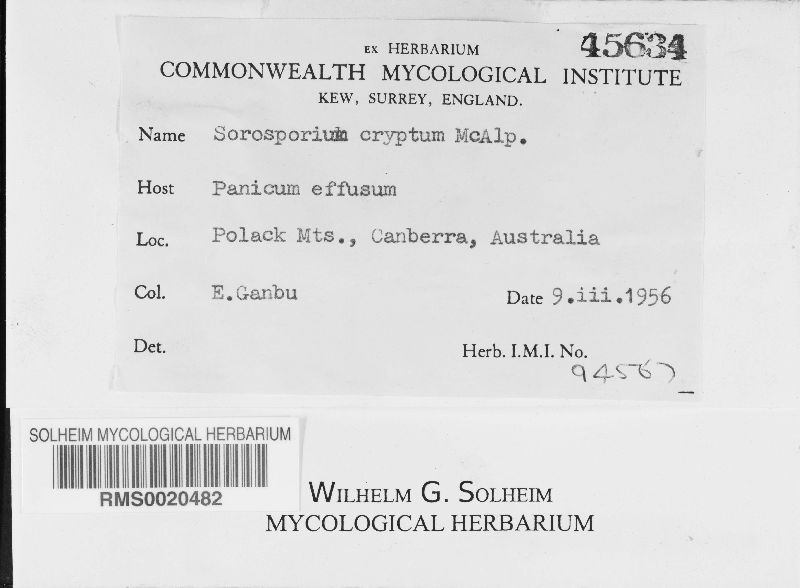 45634
EX HERBARIUM
COMMONWEALTH MYCOLOGICAL INSTITUTE
KEW, SURREY, ENGLAND.
Name Sorosporium cryptum McAlp.
Host Panicum effusum
Loc. Polack Mts., Canberra, Australia
Col. E.Ganbu Date 9.iii.1956
Det. Herb. I.M.I. No.
94567
SOLHEIM MYCOLOGICAL HERBARIUM
RMS0020482
WILHELM G. SOLHEIM
MYCOLOGICAL HERBARIUM